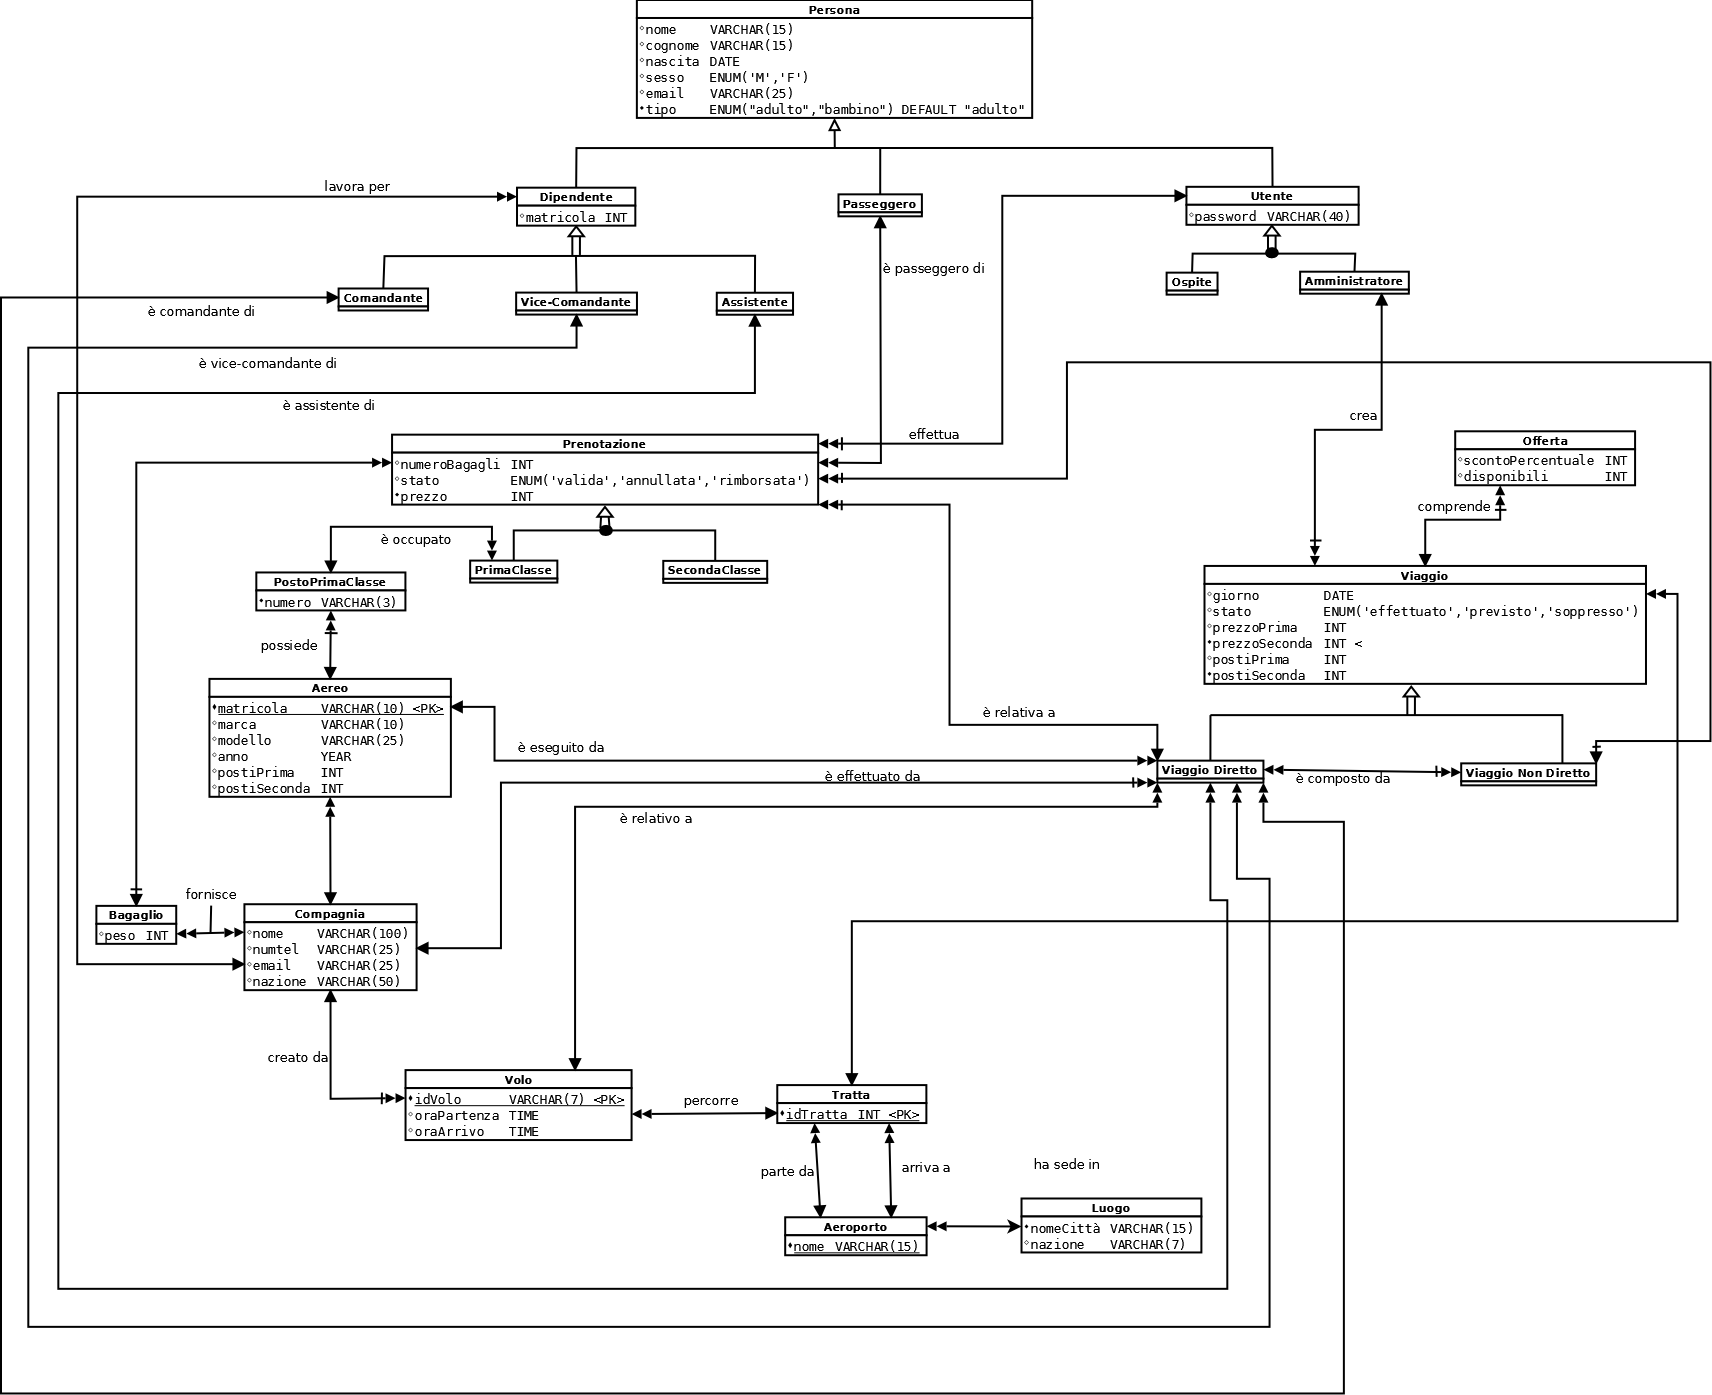 Persona
nome VARCHAR(15)
cognome VARCHAR(15)
nascita DATE
sesso ENUM('M','F')
email VARCHAR(25)
tipo ENUM("adulto","bambino") DEFAULT "adulto"
lavora per
Dipendente
matricola INT
Passeggero
Utente
password VARCHAR(40)
è passeggero di
Comandante
Vice-Comandante
Assistente
Ospite
Amministratore
è comandante di
è vice-comandante di
è assistente di
crea
effettua
Prenotazione
numeroBagagli INT
stato ENUM('valida','annullata','rimborsata')
prezzo INT
Offerta
scontoPercentuale INT
disponibili INT
comprende
è occupato
PrimaClasse
SecondaClasse
PostoPrimaClasse
numero VARCHAR(3)
Viaggio
giorno DATE
stato ENUM('effettuato','previsto','soppresso')
prezzoPrima INT
prezzoSeconda INT <
postiPrima INT
postiSeconda INT
possiede
Aereo
matricola VARCHAR(10) <PK>
marca VARCHAR(10)
modello VARCHAR(25)
anno YEAR
postiPrima INT
postiSeconda INT
è relativa a
è eseguito da
è effettuato da
Viaggio Diretto
è composto da
Viaggio Non Diretto
è relativo a
fornisce
Bagaglio
peso INT
Compagnia
nome VARCHAR(100)
numtel VARCHAR(25)
email VARCHAR(25)
nazione VARCHAR(50)
creato da
Volo
idVolo VARCHAR(7) <PK>
oraPartenza TIME
oraArrivo TIME
percorre
Tratta
idTratta INT <PK>
parte da
arriva a
ha sede in
Aeroporto
nome VARCHAR(15)
Luogo
nomeCittà VARCHAR(15)
nazione VARCHAR(7)